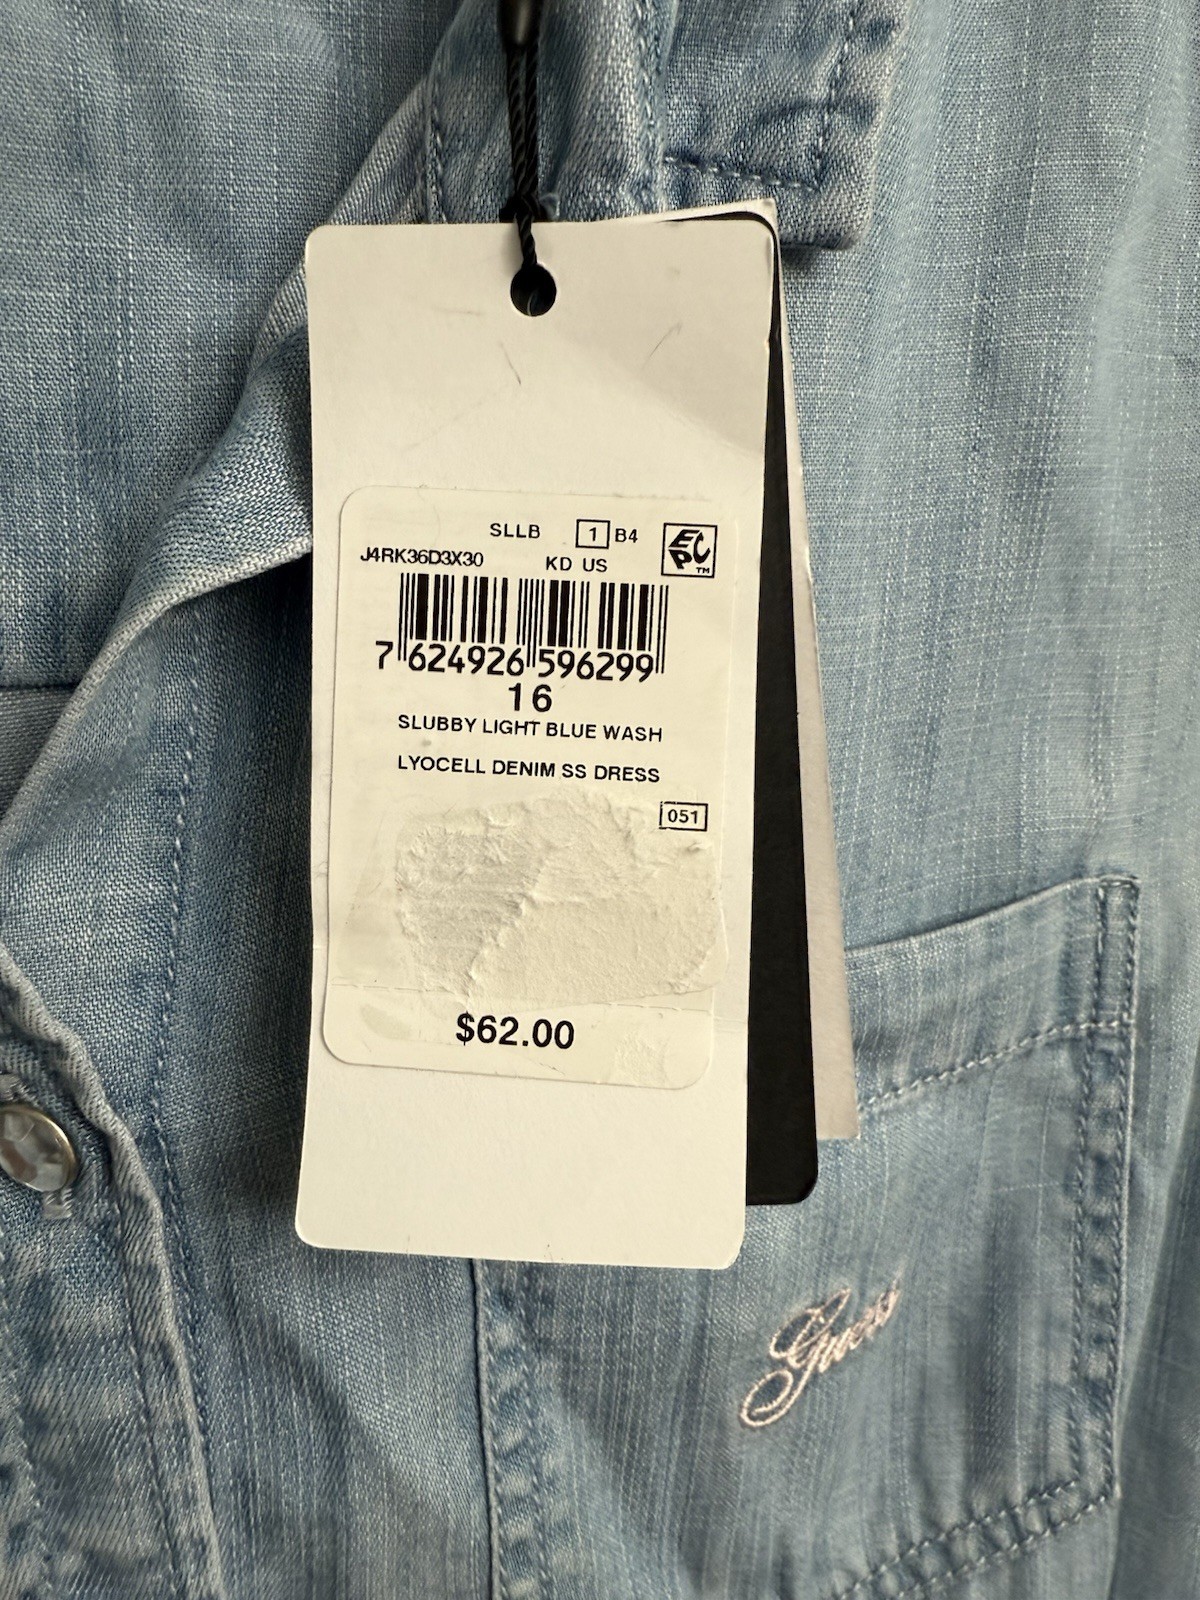 SLLB 1 B4 EPC TM
J4RK36D3X30 KD US
7 624926 596299
16
SLUBBY LIGHT BLUE WASH
LYOCELL DENIM SS DRESS
051
$62.00
Guess